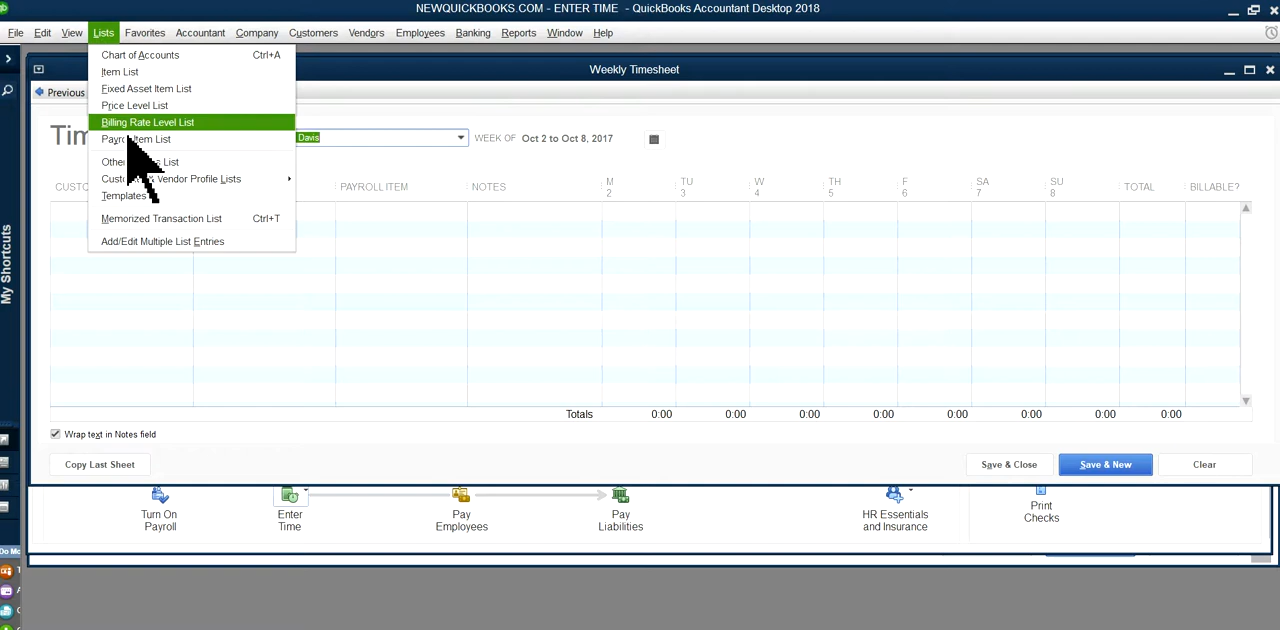 NEWQUICKBOOKS.COM - ENTER TIME - QuickBooks Accountant Desktop 2018
File Edit View Lists Favorites Accountant Company Customers Vendors Employees Banking Reports Window Help
Chart of Accounts Ctrl+A
Item List
Fixed Asset Item List
Price Level List
Billing Rate Level List
Item List
List
Vendor Profile Lists
Templates
Memorized Transaction List Ctrl+T
Add/Edit Multiple List Entries
Weekly Timesheet
Previous
Davis
WEEK OF Oct 2 to Oct 8, 2017
PAYROLL ITEM NOTES M 2 TU 3 W 4 TH 5 F 6 SA 7 SU 8 TOTAL BILLABLE?
Totals 0:00 0:00 0:00 0:00 0:00 0:00 0:00 0:00
Wrap text in Notes field
Copy Last Sheet
Save & Close
Save & New
Clear
Turn On
Payroll
Enter
Time
Pay
Employees
Pay
Liabilities
HR Essentials
and Insurance
Print
Checks
My Shortcuts